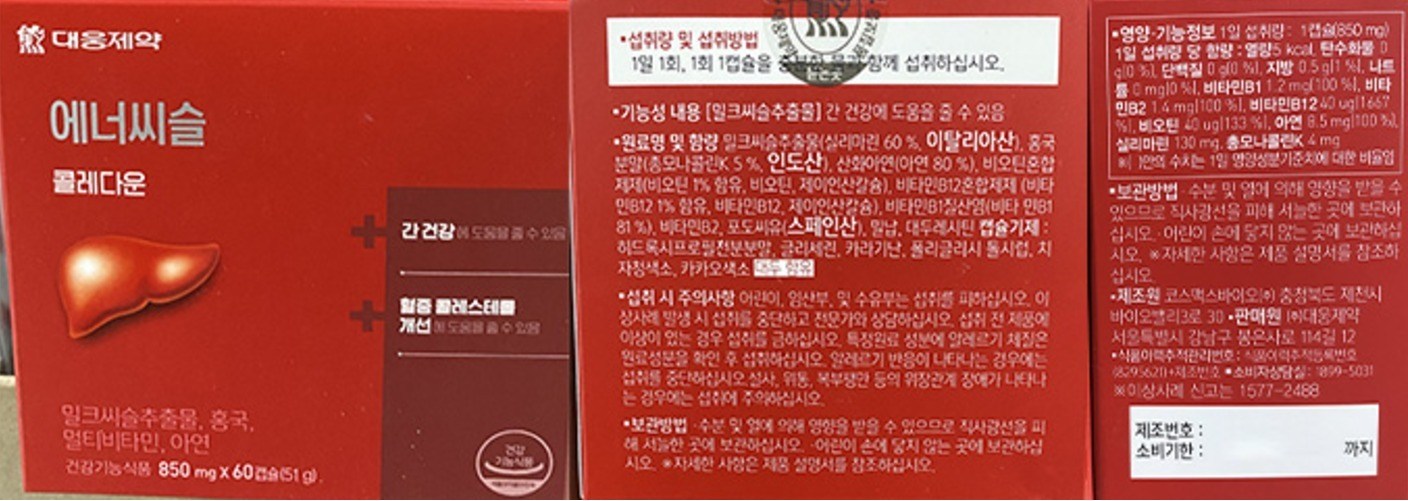 대웅제약
에너씨슬
콜레다운
간 건강에 도움을 줄 수 있음
혈중 콜레스테롤
개선에 도움을 줄 수 있음
밀크씨슬추출물, 홍국,
멀티비타민, 아연
건강기능식품 850 mg X 60캡슐(51 g)
건강
기능식품
•섭취량 및 섭취방법
1일 1회, 1회 1캡슐을 충분한 물과 함께 섭취하십시오.
•기능성 내용 [밀크씨슬추출물] 간 건강에 도움을 줄 수 있음
•원료명 및 함량 밀크씨슬추출물(실리마린 60 %, 이탈리아산), 홍국
분말(총모나콜린K 5 %, 인도산), 산화아연(아연 80 %), 비오틴혼합
제제(비오틴 1% 함유, 비오틴, 제이인산칼슘), 비타민B12혼합제제 (비타
민B12 1% 함유, 비타민B12, 제이인산칼슘), 비타민B1질산염(비타민B1
81 %), 비타민B2, 포도씨유(스페인산), 밀납, 대두레시틴 캡슐기제 :
히드록시프로필전분분말, 글리세린, 카라기난, 폴리글리시톨시럽, 치
자청색소, 카카오색소 대두 함유
•섭취 시 주의사항 어린이, 임산부, 및 수유부는 섭취를 피하십시오. 이
상사례 발생 시 섭취를 중단하고 전문가와 상담하십시오. 섭취 전 제품에
이상이 있는 경우 섭취를 금하십시오. 특정원료 성분에 알레르기 체질은
원료성분을 확인 후 섭취하십시오. 알레르기 반응이 나타나는 경우에는
섭취를 중단하십시오. 설사, 위통, 복부팽만 등의 위장관계 장애가 나타나
는 경우에는 섭취에 주의하십시오.
•보관방법 ·수분 및 열에 의해 영향을 받을 수 있으므로 직사광선을 피
해 서늘한 곳에 보관하십시오. ·어린이 손에 닿지 않는 곳에 보관하십
시오. ※자세한 사항은 제품 설명서를 참조하십시오.
•영양·기능정보 1일 섭취량 : 1캡슐(850 mg)
1일 섭취량 당 함량 : 열량5 kcal, 탄수화물 0
g(0 %), 단백질 0 g(0 %), 지방 0.5 g(1 %), 나트
륨 0 mg(0 %), 비타민B1 1.2 mg(100 %), 비타
민B2 1.4 mg(100 %), 비타민B12 40 ug(1667
%), 비오틴 40 ug(133 %), 아연 8.5 mg(100 %),
실리마린 130 mg, 총모나콜린K 4 mg
※( )안의 수치는 1일 영양성분기준치에 대한 비율임
•보관방법 ·수분 및 열에 의해 영향을 받을 수
있으므로 직사광선을 피해 서늘한 곳에 보관하
십시오. ·어린이 손에 닿지 않는 곳에 보관하십
시오. ※자세한 사항은 제품 설명서를 참조하
십시오.
•제조원 코스맥스바이오㈜ 충청북도 제천시
바이오밸리3로 30 •판매원 ㈜대웅제약
서울특별시 강남구 봉은사로 114길 12
•식품이력추적관리번호 : 식품이력추적등록번호
(8295621)+제조번호 •소비자상담실: 1899-5031
※이상사례 신고는 1577-2488
제조번호 :
소비기한 : 까지